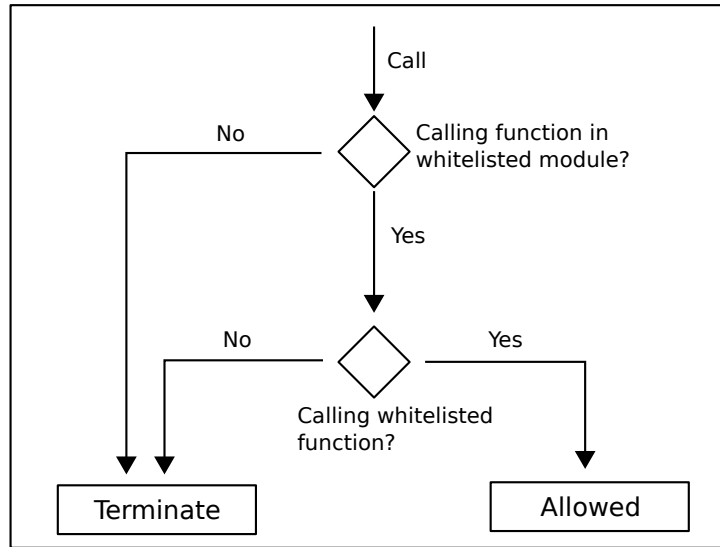 Call
No
Calling function in
whitelisted module?
Yes
No
Yes
Calling whitelisted
function?
Terminate
Allowed